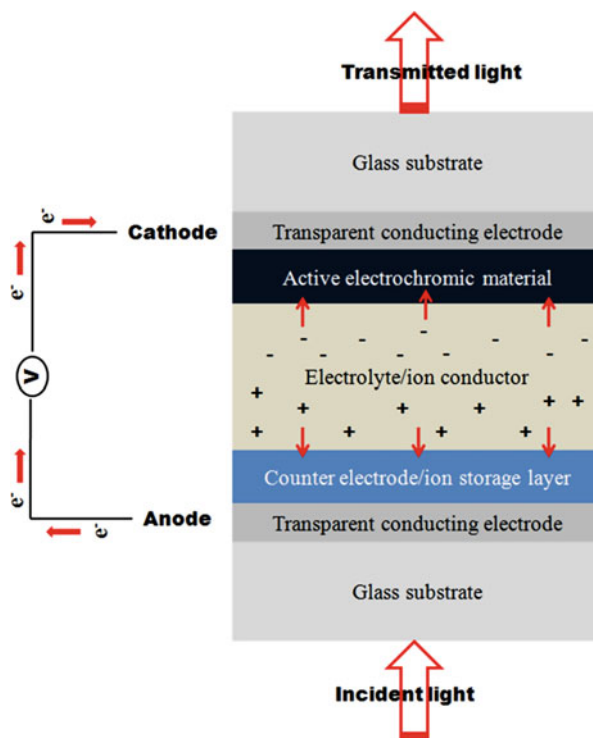 Transmitted light
Glass substrate
e-
Cathode
Transparent conducting electrode
e-
Active electrochromic material
- - - - -
- - - - - - - - -
V
Electrolyte/ion conductor
+ + + + + + +
+ + + + +
Counter electrode/ion storage layer
e-
Anode
e-
Transparent conducting electrode
Glass substrate
Incident light